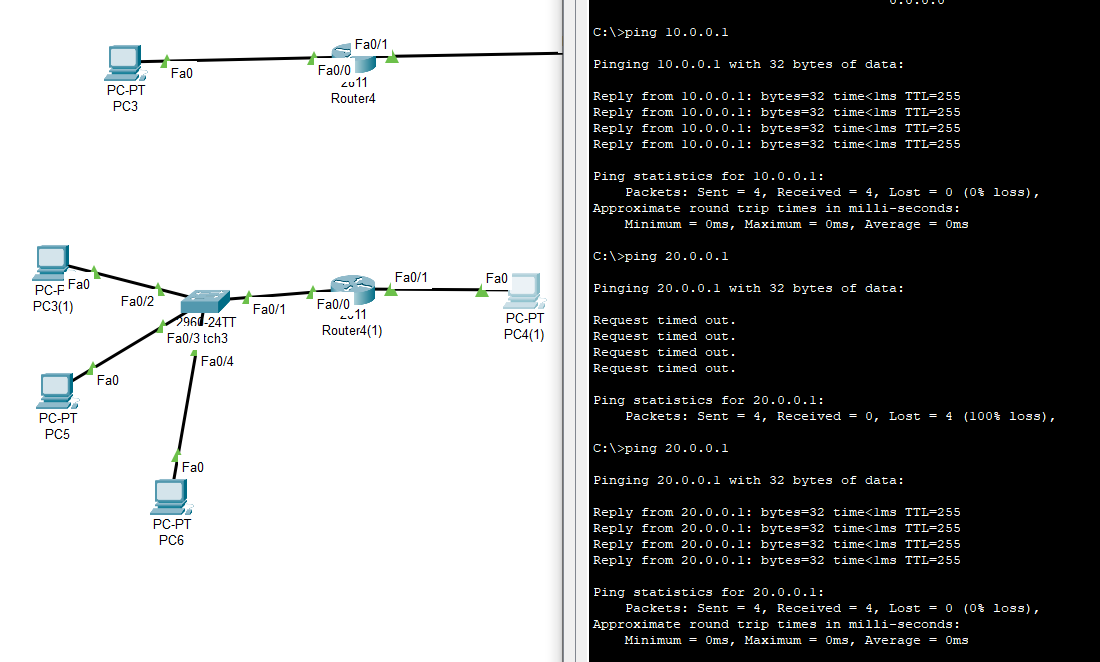 Fa0/1
Fa0
Fa0/0
PC-PT
PC3
2811
Router4
PC-P
Fa0
PC3(1)
Fa0/2
Fa0/1
2960-24TT
Fa0/3
tch3
Fa0/4
Fa0/0
Fa0/1
Router4(1)
Fa0
PC-PT
PC4(1)
Fa0
PC-PT
PC5
Fa0
PC-PT
PC6
C:\>ping 10.0.0.1
Pinging 10.0.0.1 with 32 bytes of data:
Reply from 10.0.0.1: bytes=32 time<1ms TTL=255
Reply from 10.0.0.1: bytes=32 time<1ms TTL=255
Reply from 10.0.0.1: bytes=32 time<1ms TTL=255
Reply from 10.0.0.1: bytes=32 time<1ms TTL=255
Ping statistics for 10.0.0.1:
Packets: Sent = 4, Received = 4, Lost = 0 (0% loss),
Approximate round trip times in milli-seconds:
Minimum = 0ms, Maximum = 0ms, Average = 0ms
C:\>ping 20.0.0.1
Pinging 20.0.0.1 with 32 bytes of data:
Request timed out.
Request timed out.
Request timed out.
Request timed out.
Ping statistics for 20.0.0.1:
Packets: Sent = 4, Received = 0, Lost = 4 (100% loss),
C:\>ping 20.0.0.1
Pinging 20.0.0.1 with 32 bytes of data:
Reply from 20.0.0.1: bytes=32 time<1ms TTL=255
Reply from 20.0.0.1: bytes=32 time<1ms TTL=255
Reply from 20.0.0.1: bytes=32 time<1ms TTL=255
Reply from 20.0.0.1: bytes=32 time<1ms TTL=255
Ping statistics for 20.0.0.1:
Packets: Sent = 4, Received = 4, Lost = 0 (0% loss),
Approximate round trip times in milli-seconds:
Minimum = 0ms, Maximum = 0ms, Average = 0ms